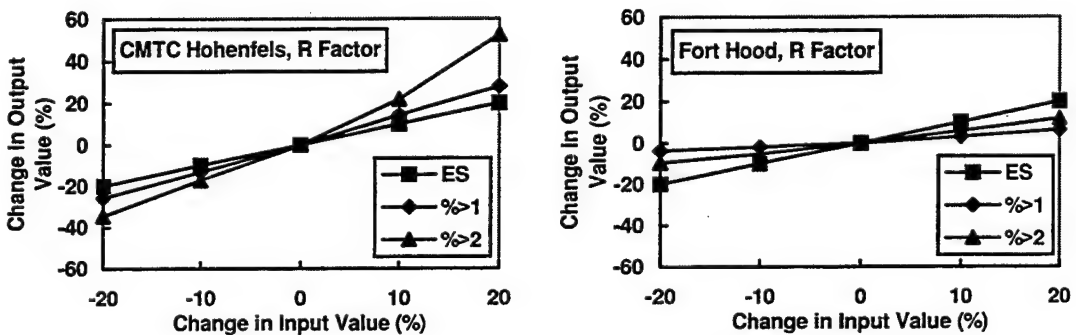 CMTC Hohenfels, R Factor
Change In Output
Value (%)
60
40
20
0
-20
-40
-60
ES
%>1
%>2
-20
-10
0
10
20
Change in Input Value (%)
Fort Hood, R Factor
Change In Output
Value (%)
60
40
20
0
-20
-40
-60
ES
%>1
%>2
-20
-10
0
10
20
Change in Input Value (%)